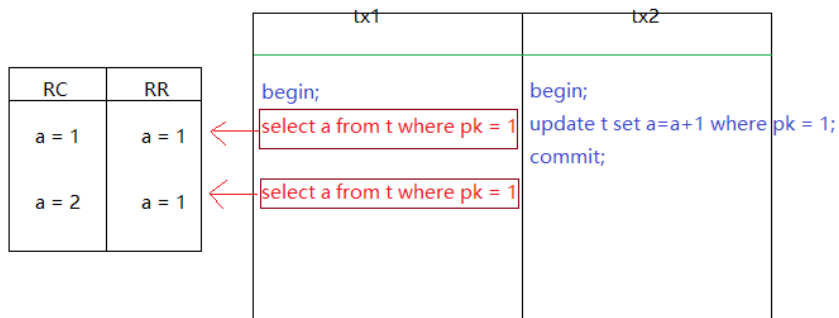 tx1 tx2
RC RR
begin; begin;
a = 1 a = 1 select a from t where pk = 1 update t set a=a+1 where pk = 1;
commit;
a = 2 a = 1 select a from t where pk = 1